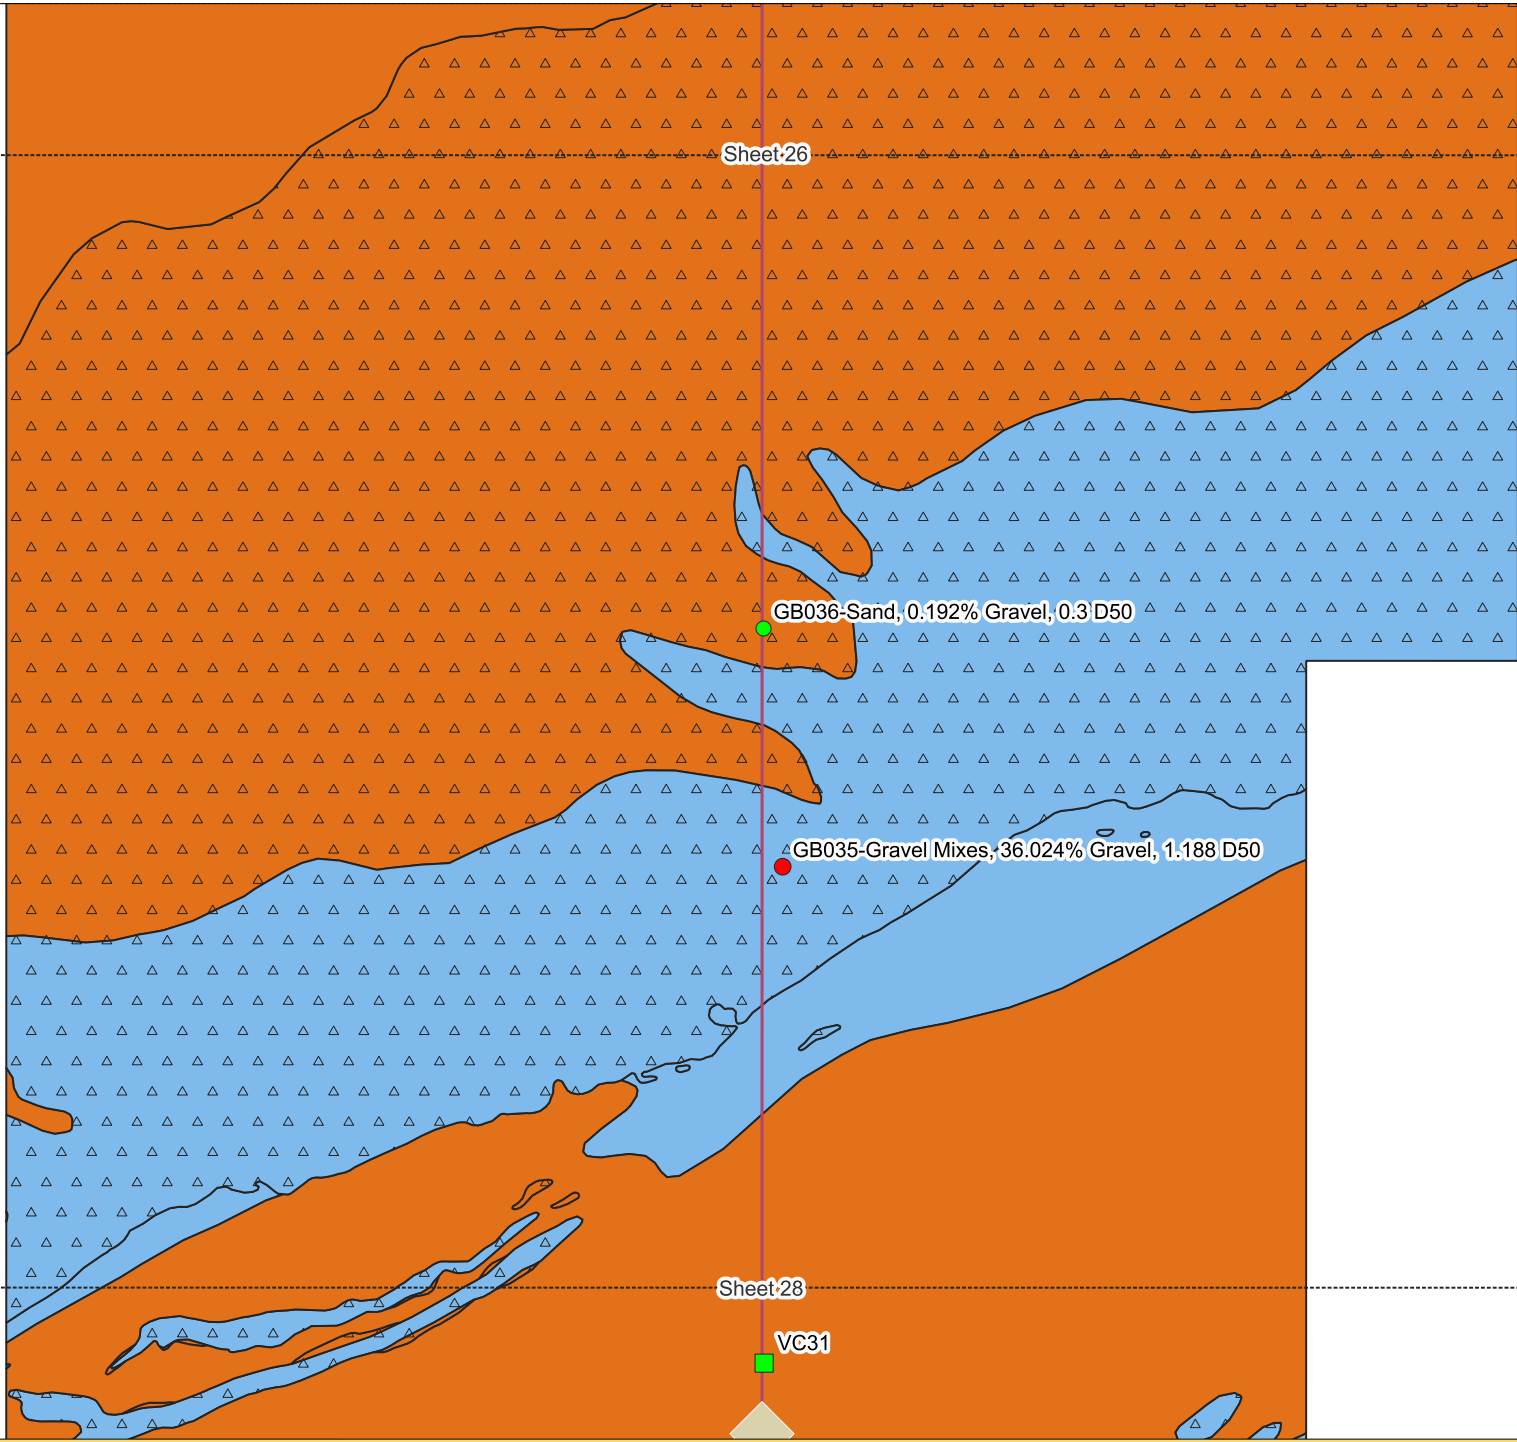 Sheet 26
GB036-Sand, 0.192% Gravel, 0.3 D50
GB035-Gravel Mixes, 36.024% Gravel, 1.188 D50
Sheet 28
VC31